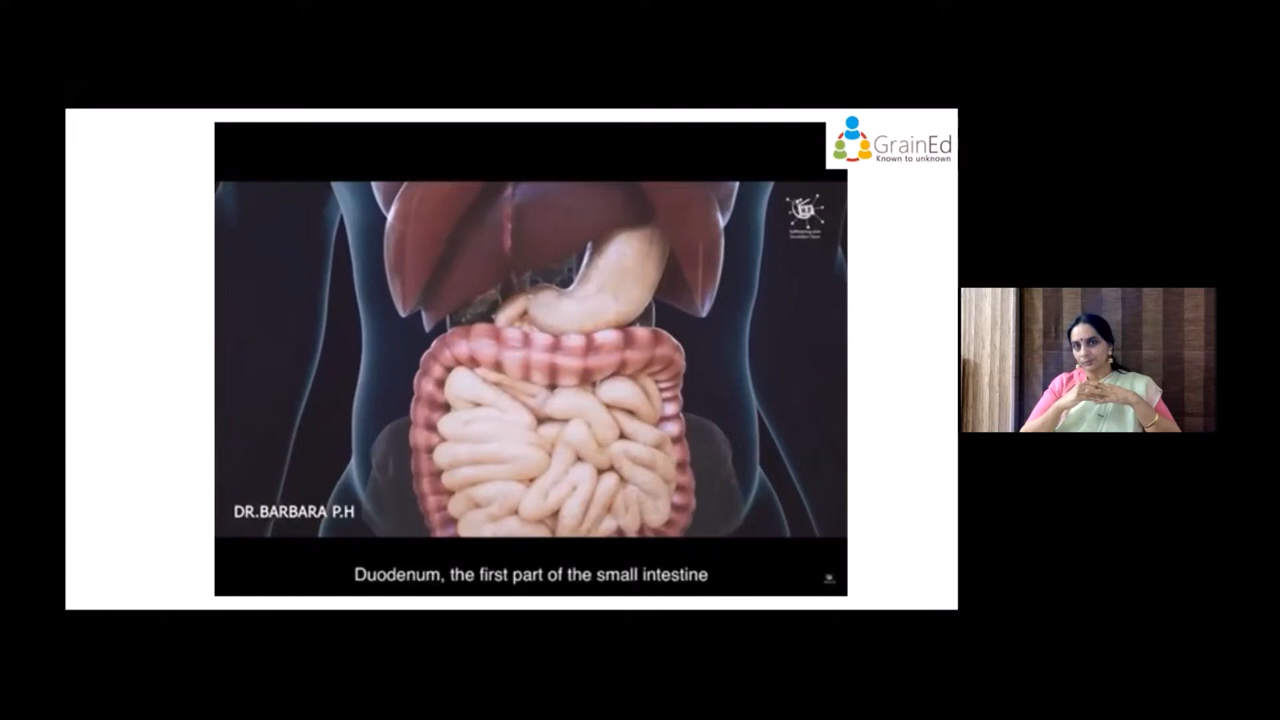 GrainEd
Known to unknown
DR.BARBARA P.H
Duodenum, the first part of the small intestine